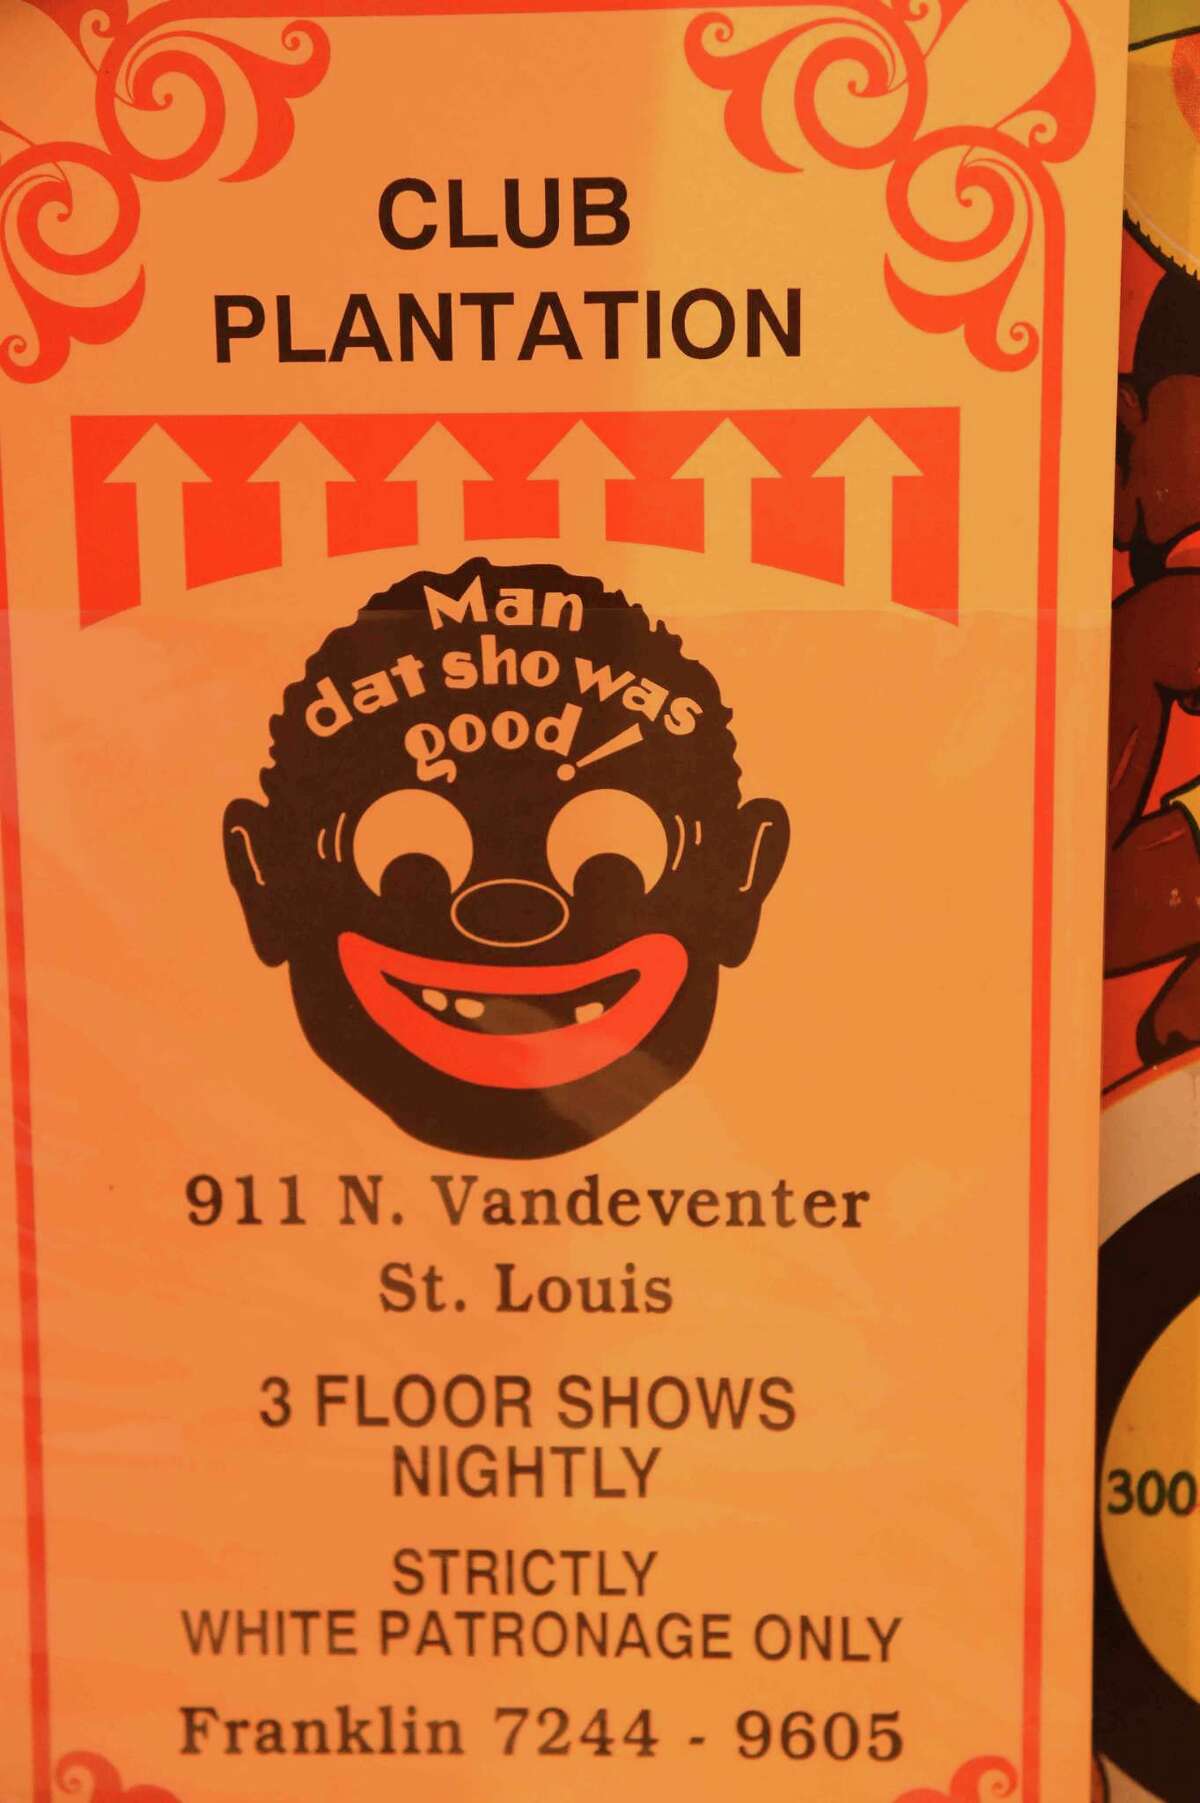 CLUB
PLANTATION
Man
dat sho was
good!
911 N. Vandeventer
St. Louis
3 FLOOR SHOWS
NIGHTLY
STRICTLY
WHITE PATRONAGE ONLY
Franklin 7244 - 9605
300